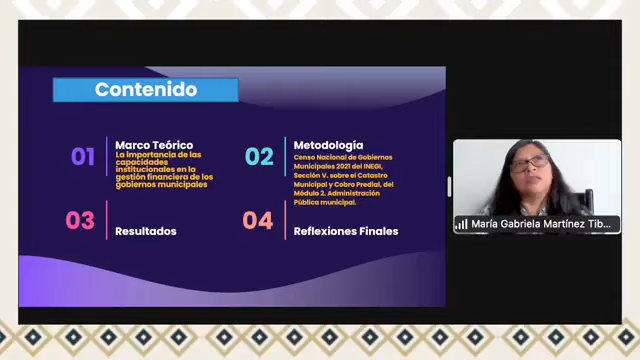 Contenido
01
Marco Teórico
La importancia de las
capacidades
institucionales en la
gestión financiera de los
gobiernos municipales
02
Metodología
Censo Nacional de Gobiernos
Municipales 2021 del INEGI,
Sección V. sobre el Catastro
Municipal y Cobro Predial, del
Módulo 2. Administración
Pública municipal.
03
Resultados
04
Reflexiones Finales
María Gabriela Martínez Tib...